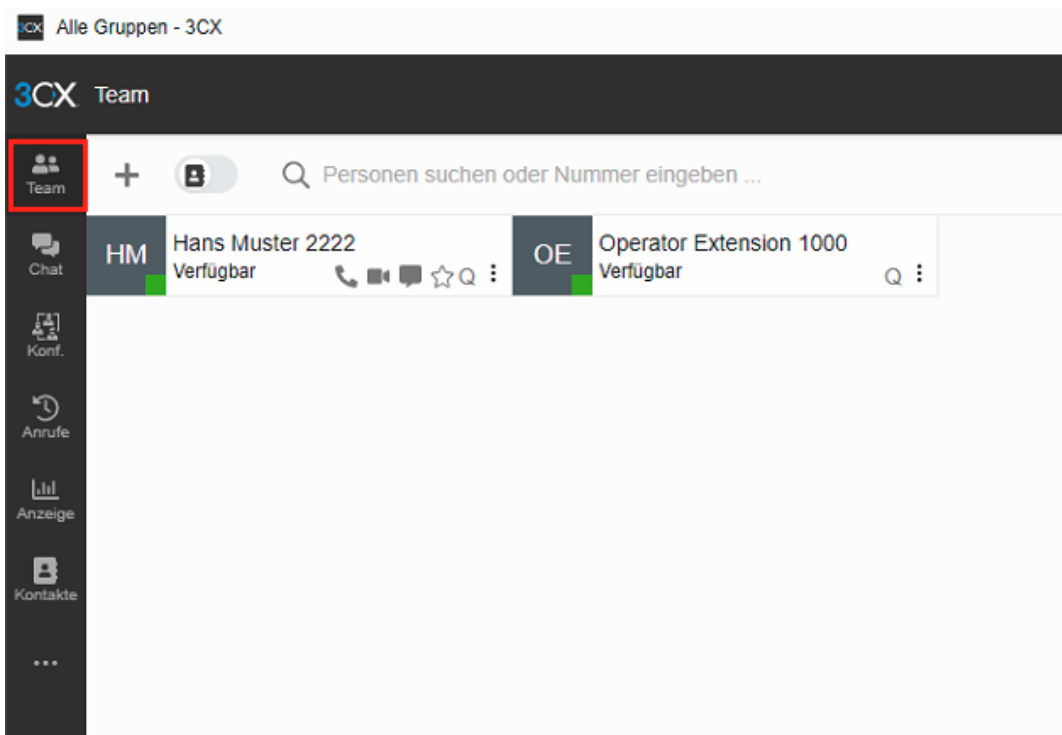 3CX Alle Gruppen - 3CX
3CX Team
Team
Personen suchen oder Nummer eingeben ...
HM Hans Muster 2222
Verfügbar Q
OE Operator Extension 1000
Verfügbar Q
Chat
Konf.
Anrufe
Anzeige
Kontakte